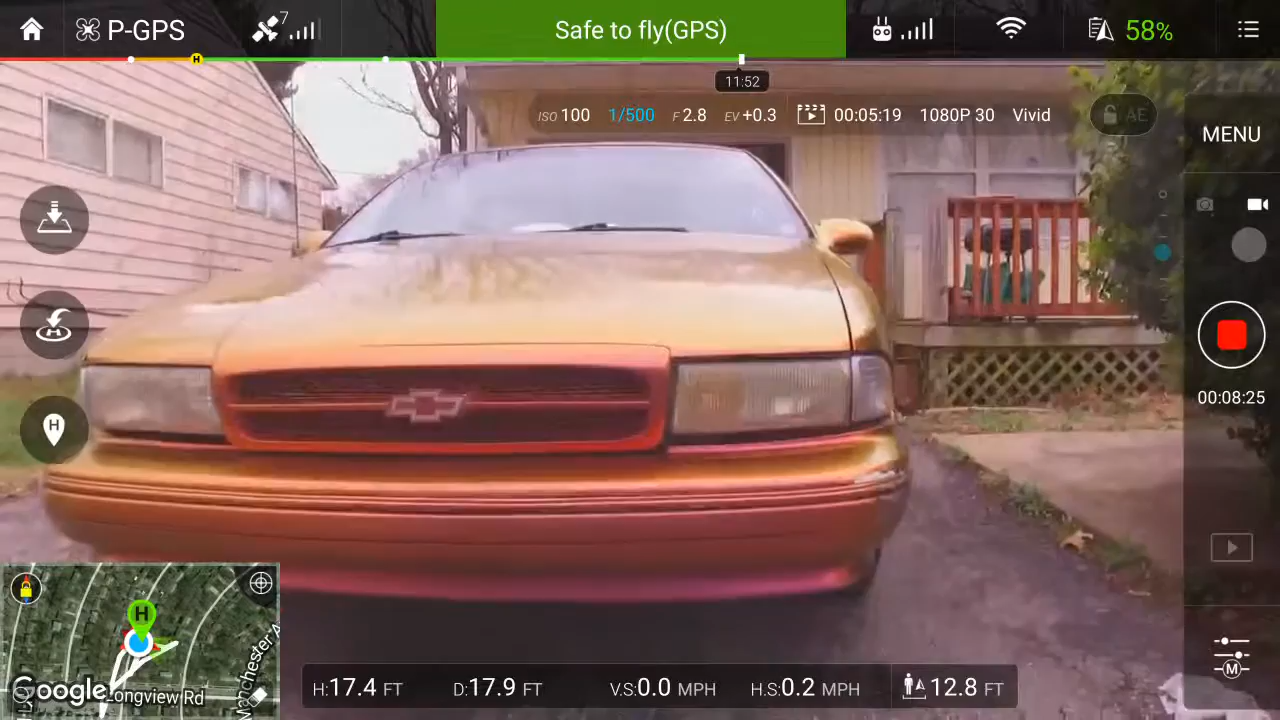 P-GPS
7
Safe to fly(GPS)
58%
H
11:52
ISO 100 1/500 F 2.8 EV +0.3 00:05:19 1080P 30 Vivid
AE
MENU
H
H
00:08:25
H
Google
Longview Rd
Manchester
H:17.4 FT D:17.9 FT V.S:0.0 MPH H.S:0.2 MPH 12.8 FT
M